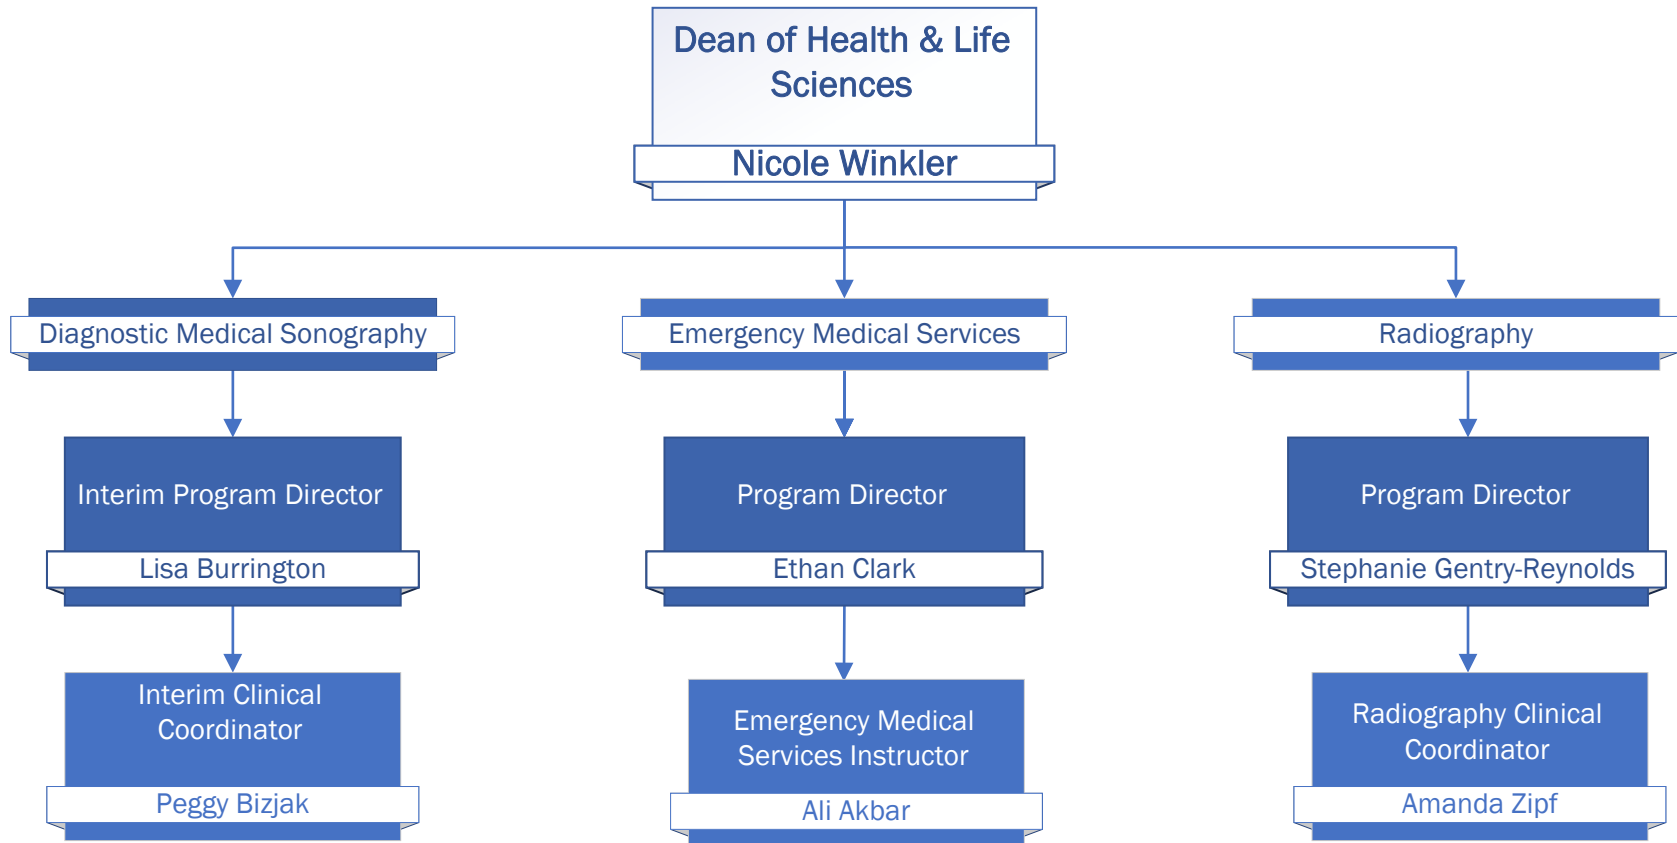 Dean of Health & Life
Sciences
Nicole Winkler
Diagnostic Medical Sonography
Emergency Medical Services
Radiography
Interim Program Director
Lisa Burrington
Program Director
Ethan Clark
Program Director
Stephanie Gentry-Reynolds
Interim Clinical
Coordinator
Peggy Bizjak
Emergency Medical
Services Instructor
Ali Akbar
Radiography Clinical
Coordinator
Amanda Zipf